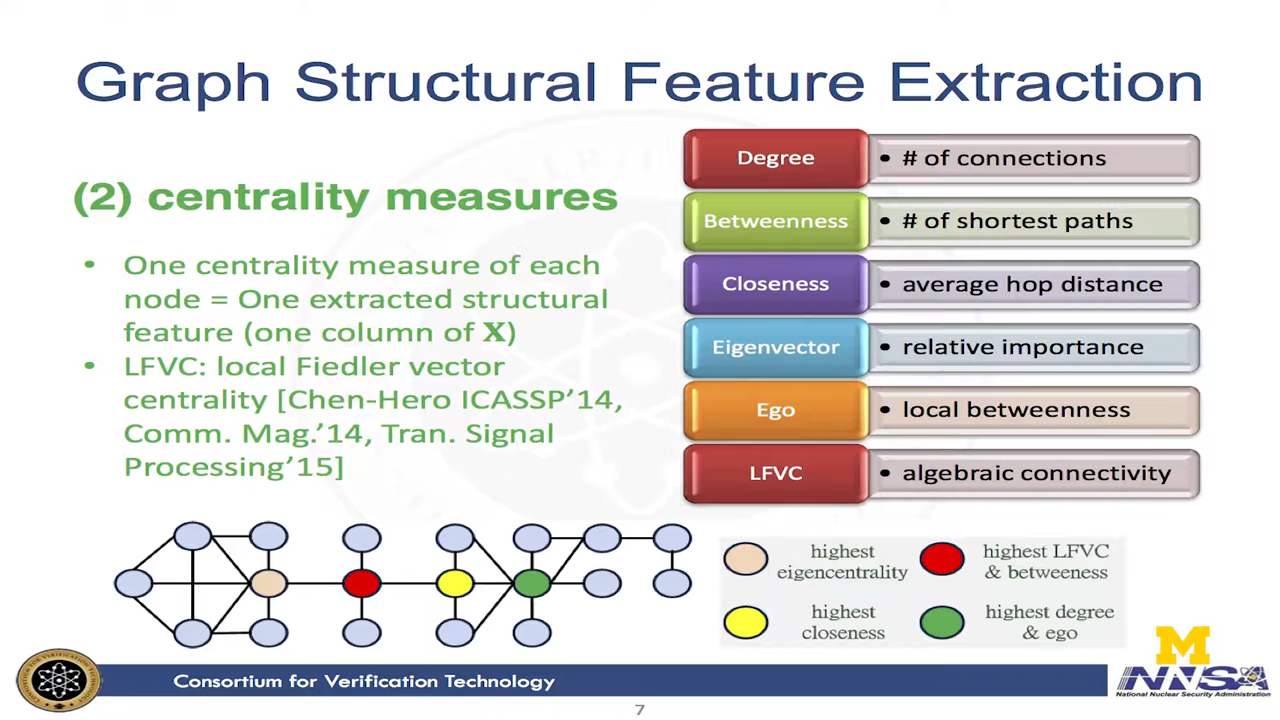 Graph Structural Feature Extraction
(2) centrality measures
• One centrality measure of each
node = One extracted structural
feature (one column of X)
• LFVC: local Fiedler vector
centrality [Chen-Hero ICASSP’14,
Comm. Mag.’14, Tran. Signal
Processing’15]
Degree • # of connections
Betweenness • # of shortest paths
Closeness • average hop distance
Eigenvector • relative importance
Ego • local betweenness
LFVC • algebraic connectivity
highest
eigencentrality
highest LFVC
& betweeness
highest
closeness
highest degree
& ego
Consortium for Verification Technology
M
NNSA
National Nuclear Security Administration
7